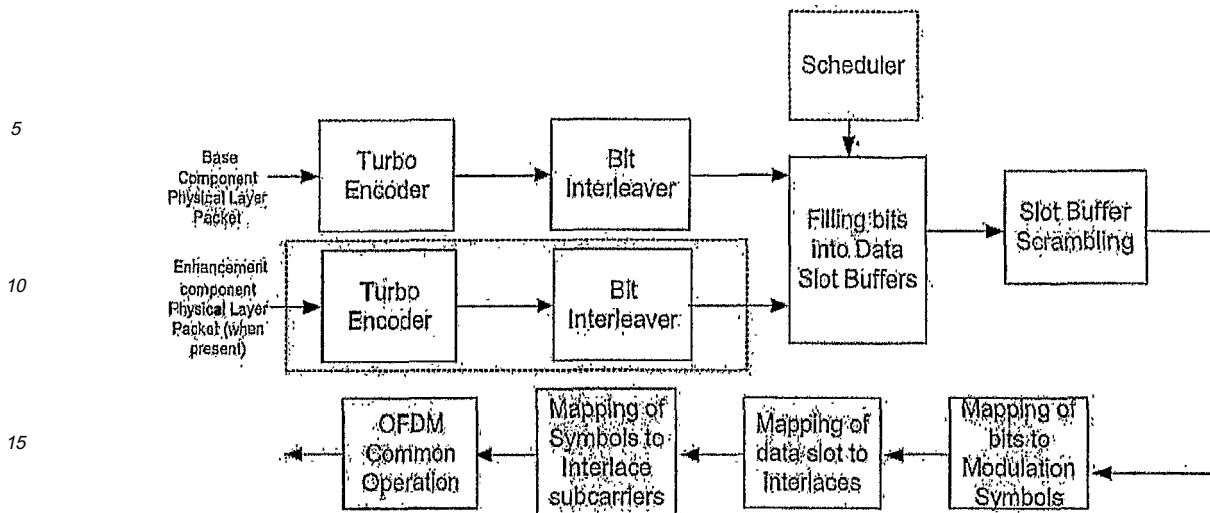 Scheduler
5
Base
Component
Physical Layer
Packet
Turbo
Encoder
Bit
Interleaver
Filling bits
into Data
Slot Buffers
Slot Buffer
Scrambling
10
Enhancement
component
Physical Layer
Packet (when
present)
Turbo
Encoder
Bit
Interleaver
15
OFDM
Common
Operation
Mapping of
Symbols to
Interlace
subcarriers
Mapping of
data slot to
Interlaces
Mapping of
bits to
Modulation
Symbols